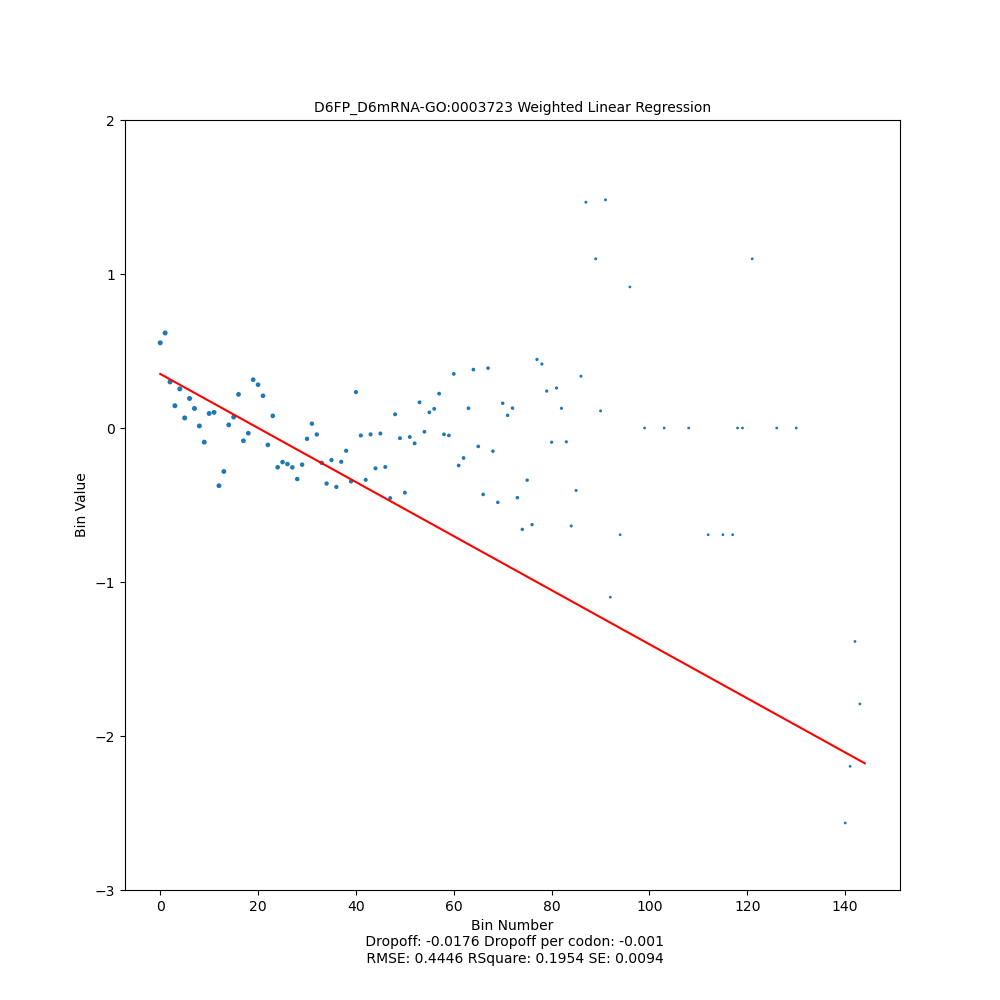 D6FP_D6mRNA-GO:0003723 Weighted Linear Regression
2
1
0
−1
−2
−3
Bin Value
0 20 40 60 80 100 120 140
Bin Number
Dropoff: -0.0176 Dropoff per codon: -0.001
RMSE: 0.4446 RSquare: 0.1954 SE: 0.0094